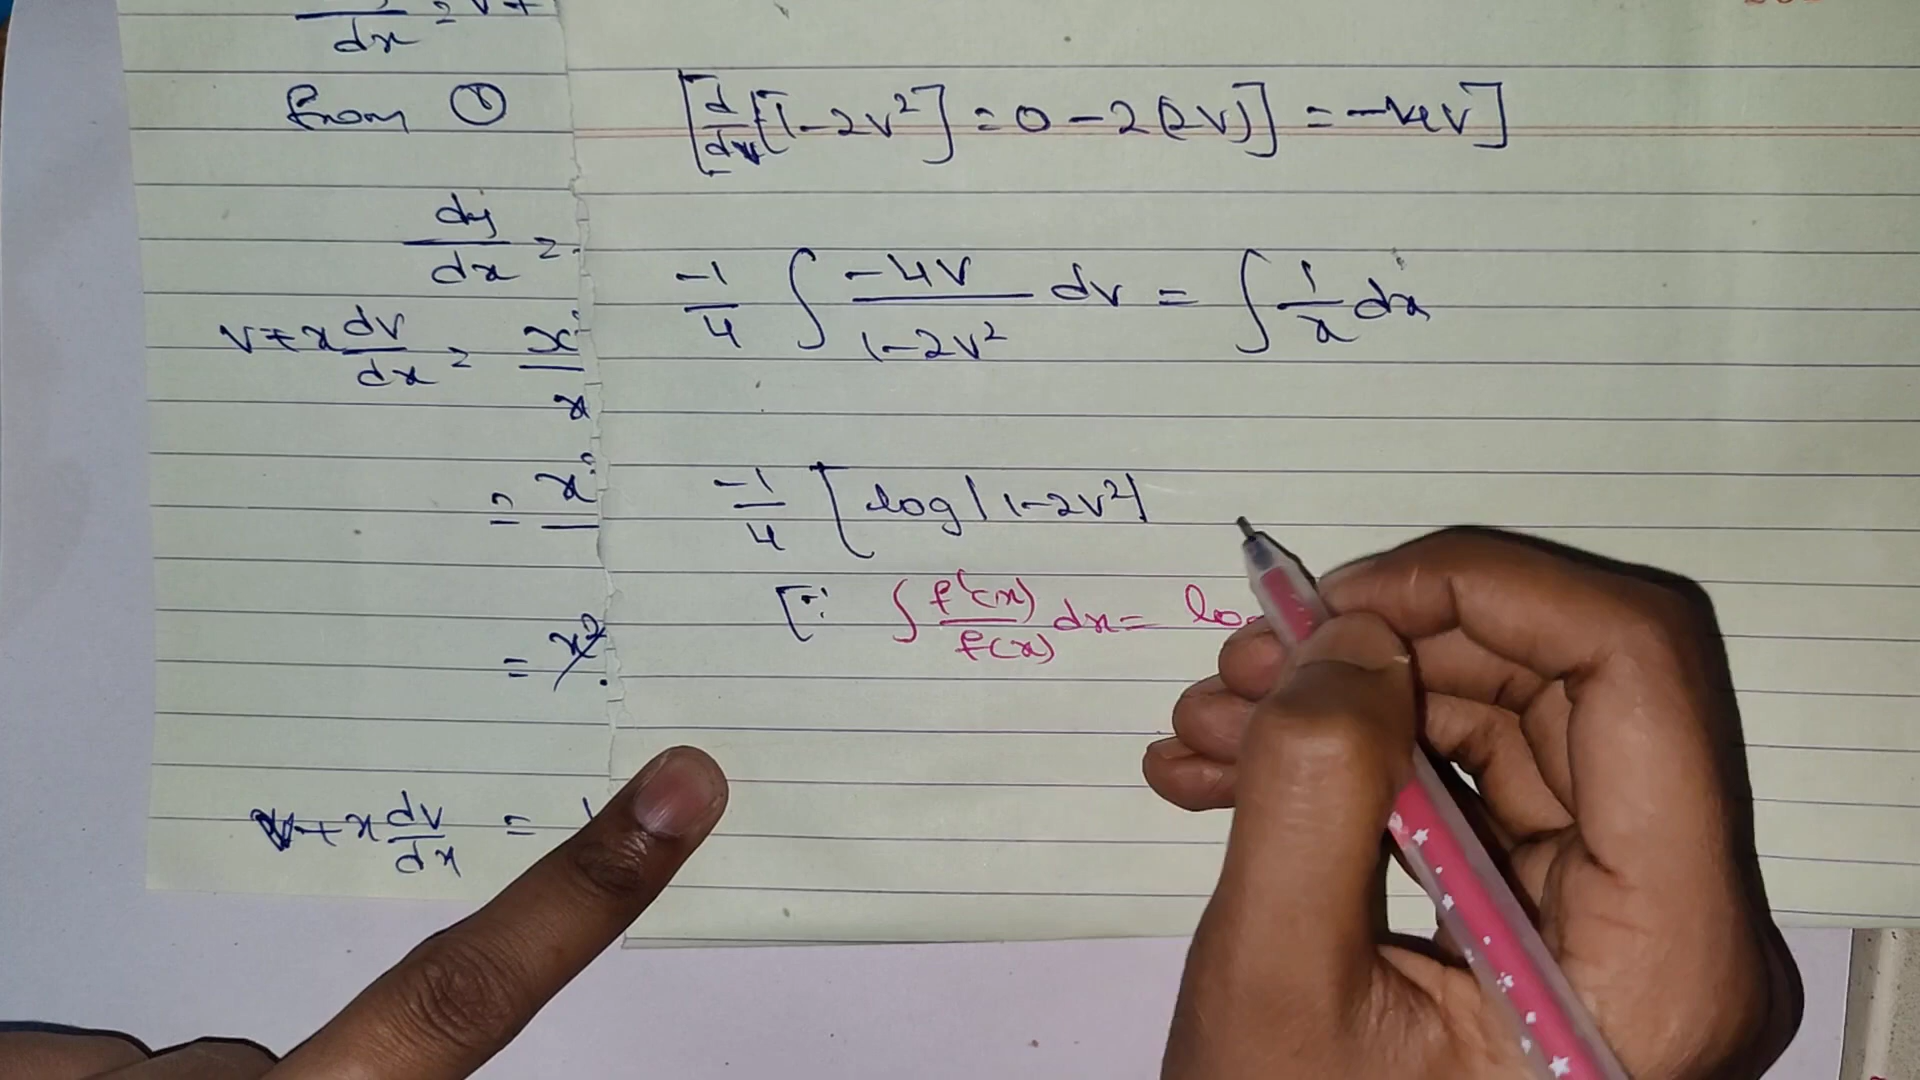 dx = v+
from ①
dy/dx =
v + x dv/dx = x/x
= x
= x²
v + x dv/dx =
[d/dv [1-2v²] = 0 - 2(2v)] = -4v]
-1/4 ∫ -4v/1-2v² dv = ∫ 1/x dx
-1/4 [log|1-2v²|
[∵ ∫ f'(x)/f(x) dx = lo